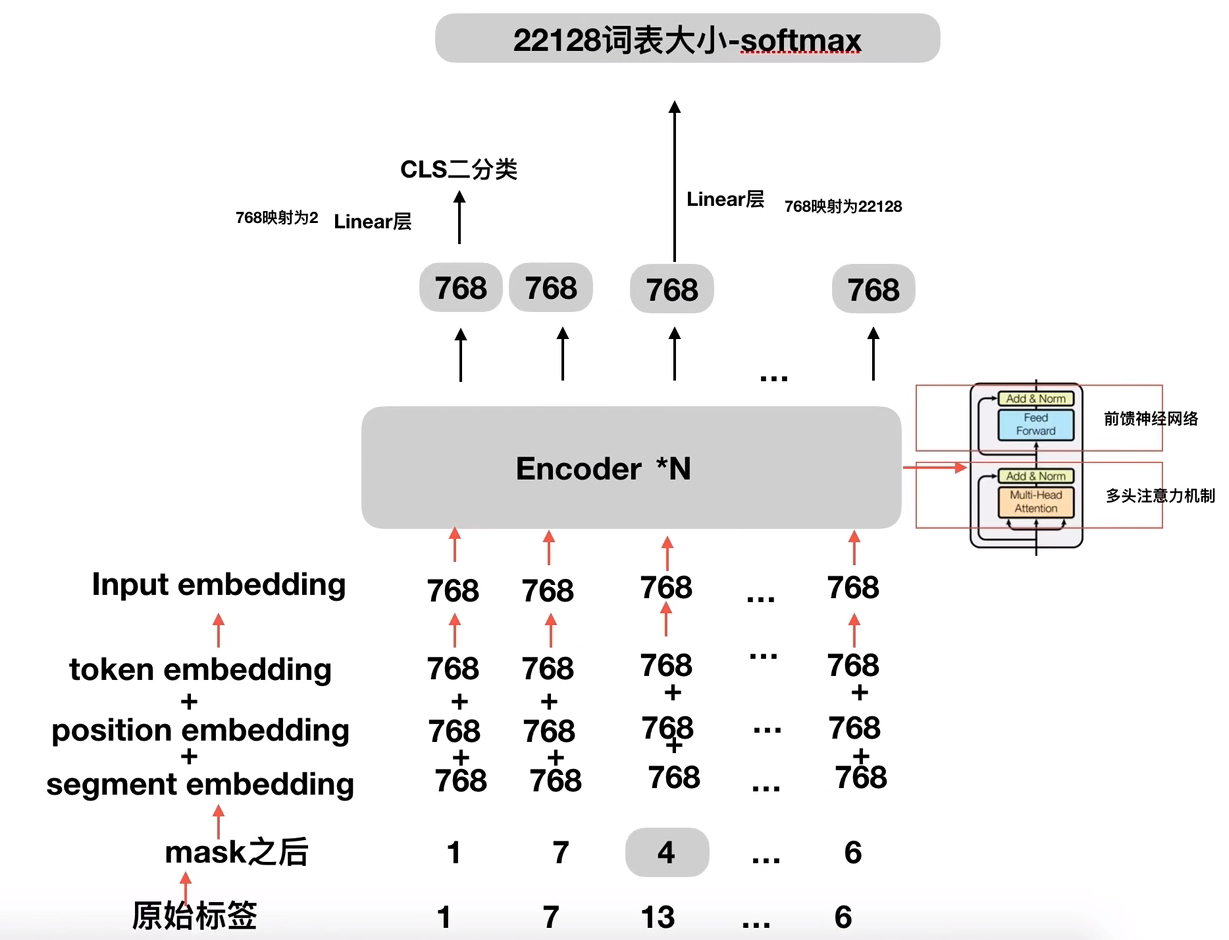 22128词表大小-softmax
CLS二分类
768映射为2 Linear层
Linear层 768映射为22128
768 768 768 768
...
Add & Norm
Feed
Forward
前馈神经网络
Encoder *N
Add & Norm
Multi-Head
Attention
多头注意力机制
Input embedding 768 768 768 ... 768
token embedding 768 768 768 ... 768
+ + + + +
position embedding 768 768 768 ... 768
+ + + + +
segment embedding 768 768 768 ... 768
mask之后 1 7 4 ... 6
原始标签 1 7 13 ... 6